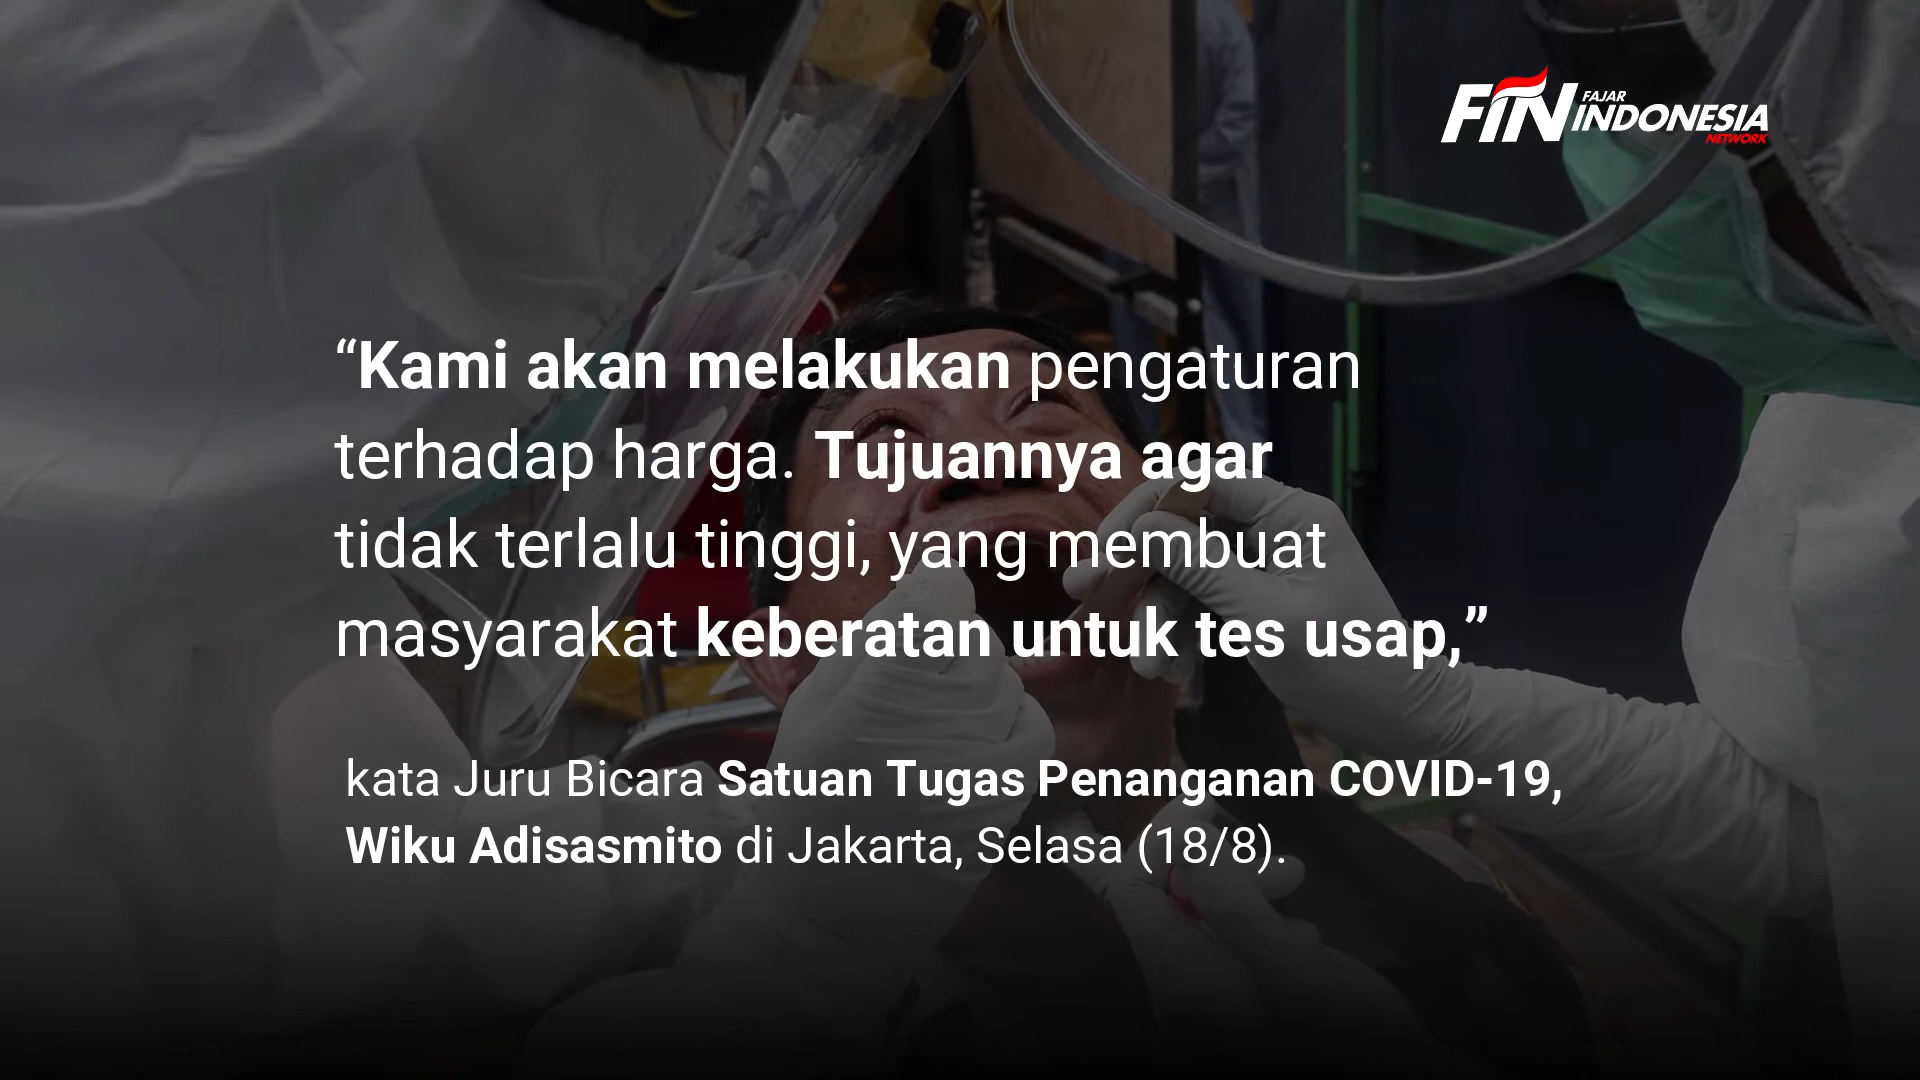 FIN FAJAR
INDONESIA
NETWORK
“Kami akan melakukan pengaturan
terhadap harga. Tujuannya agar
tidak terlalu tinggi, yang membuat
masyarakat keberatan untuk tes usap,”
kata Juru Bicara Satuan Tugas Penanganan COVID-19,
Wiku Adisasmito di Jakarta, Selasa (18/8).